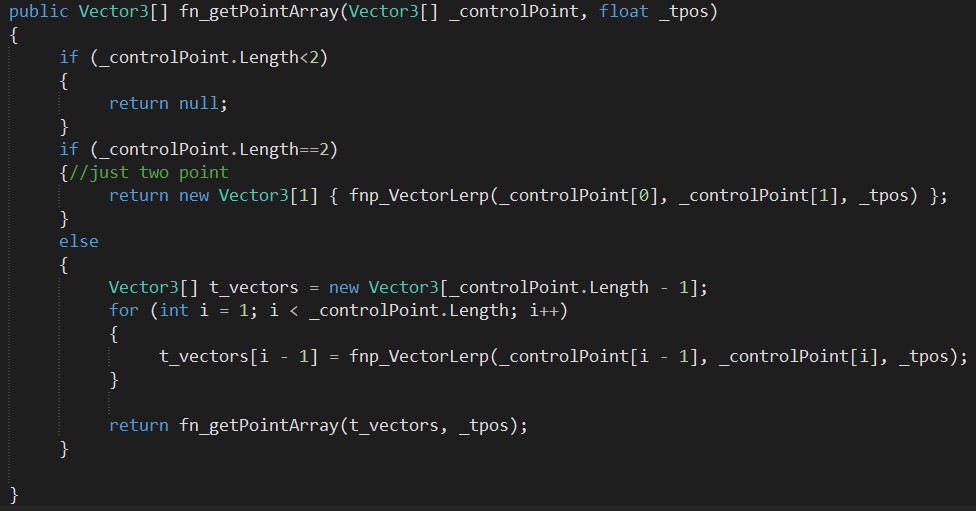 public Vector3[] fn_getPointArray(Vector3[] _controlPoint, float _tpos)
{
if (_controlPoint.Length<2)
{
return null;
}
if (_controlPoint.Length==2)
{//just two point
return new Vector3[1] { fnp_VectorLerp(_controlPoint[0], _controlPoint[1], _tpos) };
}
else
{
Vector3[] t_vectors = new Vector3[_controlPoint.Length - 1];
for (int i = 1; i < _controlPoint.Length; i++)
{
t_vectors[i - 1] = fnp_VectorLerp(_controlPoint[i - 1], _controlPoint[i], _tpos);
}
return fn_getPointArray(t_vectors, _tpos);
}
}